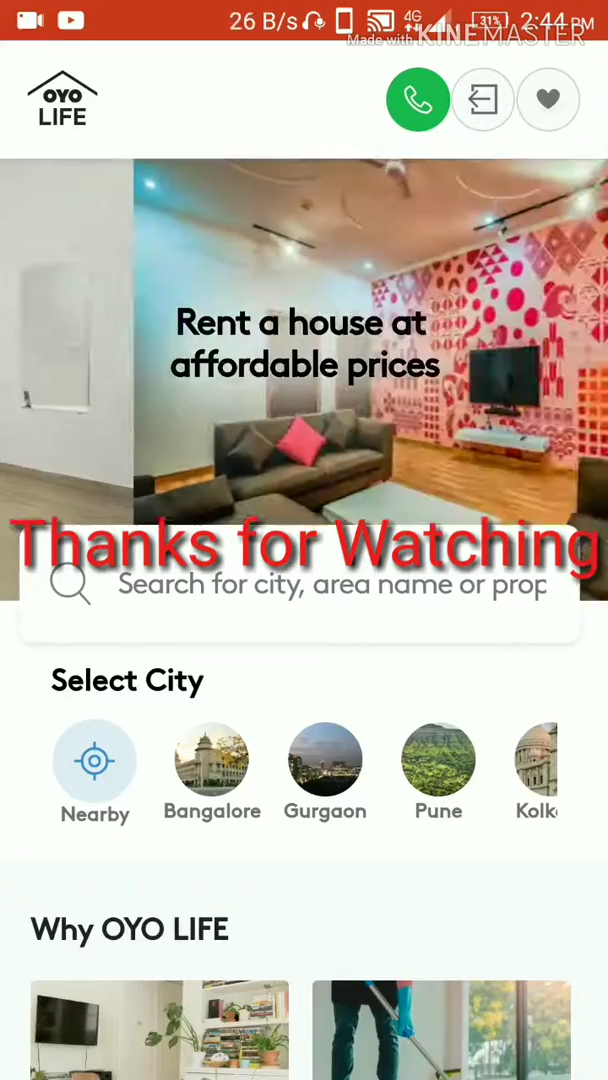 26 B/s 4G 31% 2:44 PM
Made with KINEMASTER
OYO
LIFE
Rent a house at
affordable prices
Thanks for Watching
Search for city, area name or prop
Select City
Nearby Bangalore Gurgaon Pune Kolk
Why OYO LIFE